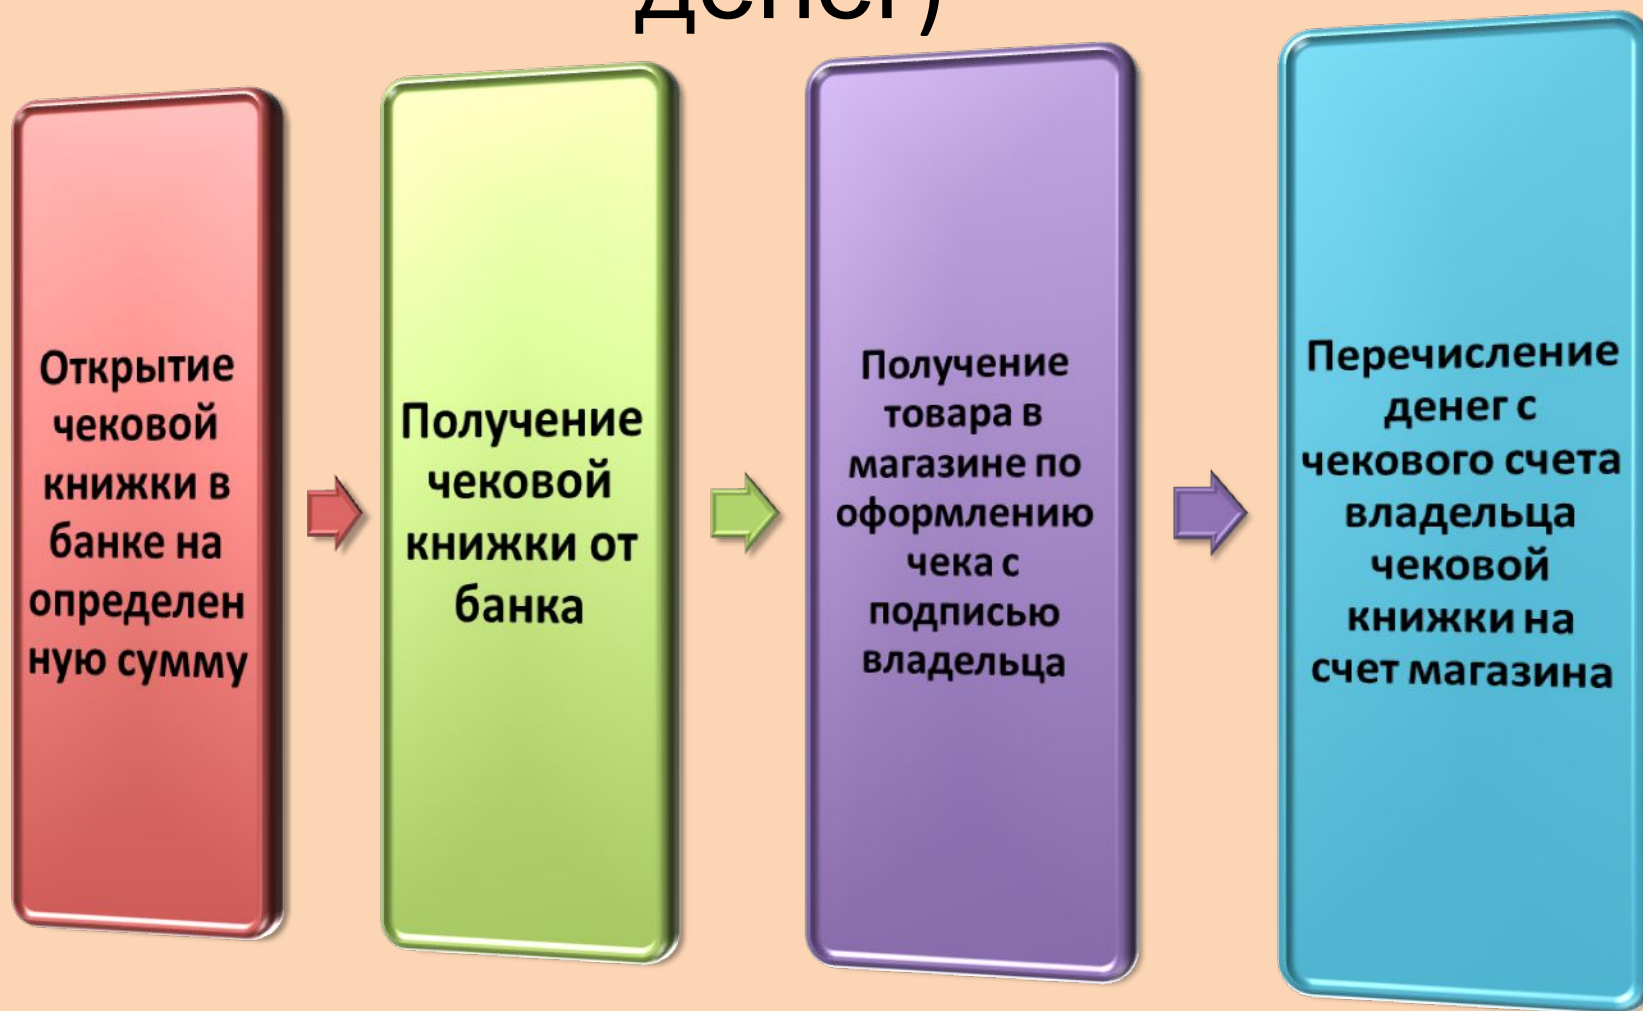 денег)
Открытие
чековой
книжки в
банке на
определен
ную сумму
Получение
чековой
книжки от
банка
Получение
товара в
магазине по
оформлению
чека с
подписью
владельца
Перечисление
денег с
чекового счета
владельца
чековой
книжки на
счет магазина